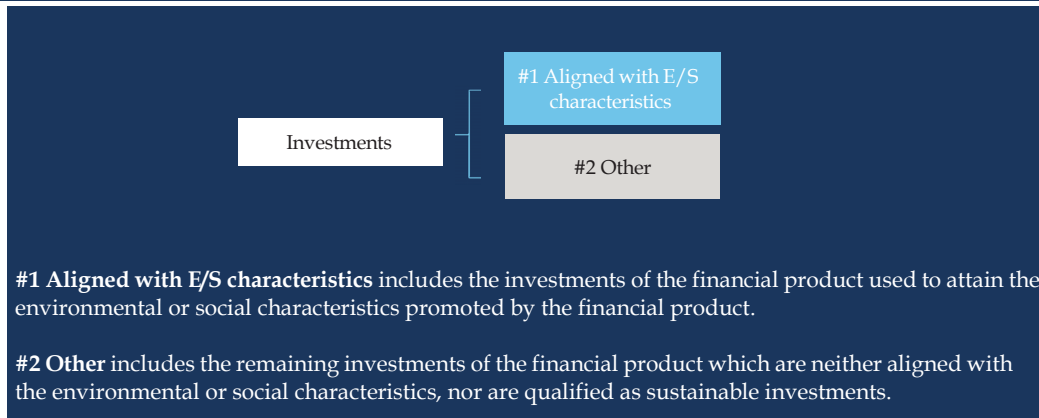 #1 Aligned with E/S
characteristics
Investments
#2 Other
#1 Aligned with E/S characteristics includes the investments of the financial product used to attain the
environmental or social characteristics promoted by the financial product.
#2 Other includes the remaining investments of the financial product which are neither aligned with
the environmental or social characteristics, nor are qualified as sustainable investments.